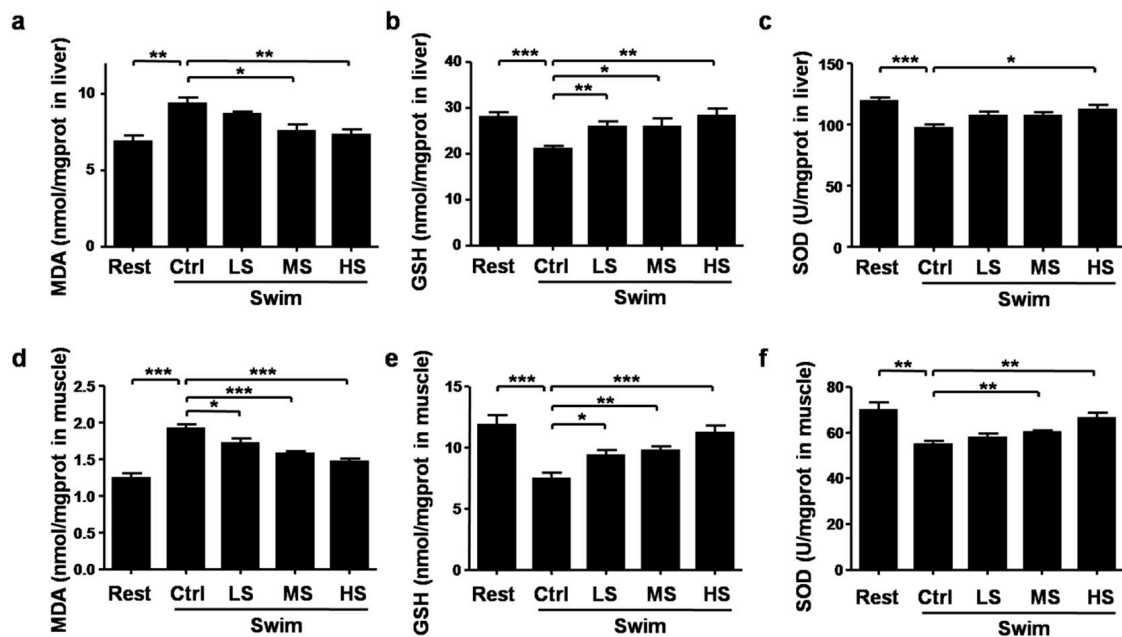 a
MDA (nmol/mgprot in liver)
10
5
0
**
**
*
Rest Ctrl LS MS HS
Swim
b
GSH (nmol/mgprot in liver)
40
30
20
10
0
***
**
*
**
Rest Ctrl LS MS HS
Swim
c
SOD (U/mgprot in liver)
150
100
50
0
***
*
Rest Ctrl LS MS HS
Swim
d
MDA (nmol/mgprot in muscle)
2.5
2.0
1.5
1.0
0.5
0.0
***
***
***
*
Rest Ctrl LS MS HS
Swim
e
GSH (nmol/mgprot in muscle)
15
10
5
0
***
***
**
*
Rest Ctrl LS MS HS
Swim
f
SOD (U/mgprot in muscle)
80
60
40
20
0
**
**
**
Rest Ctrl LS MS HS
Swim